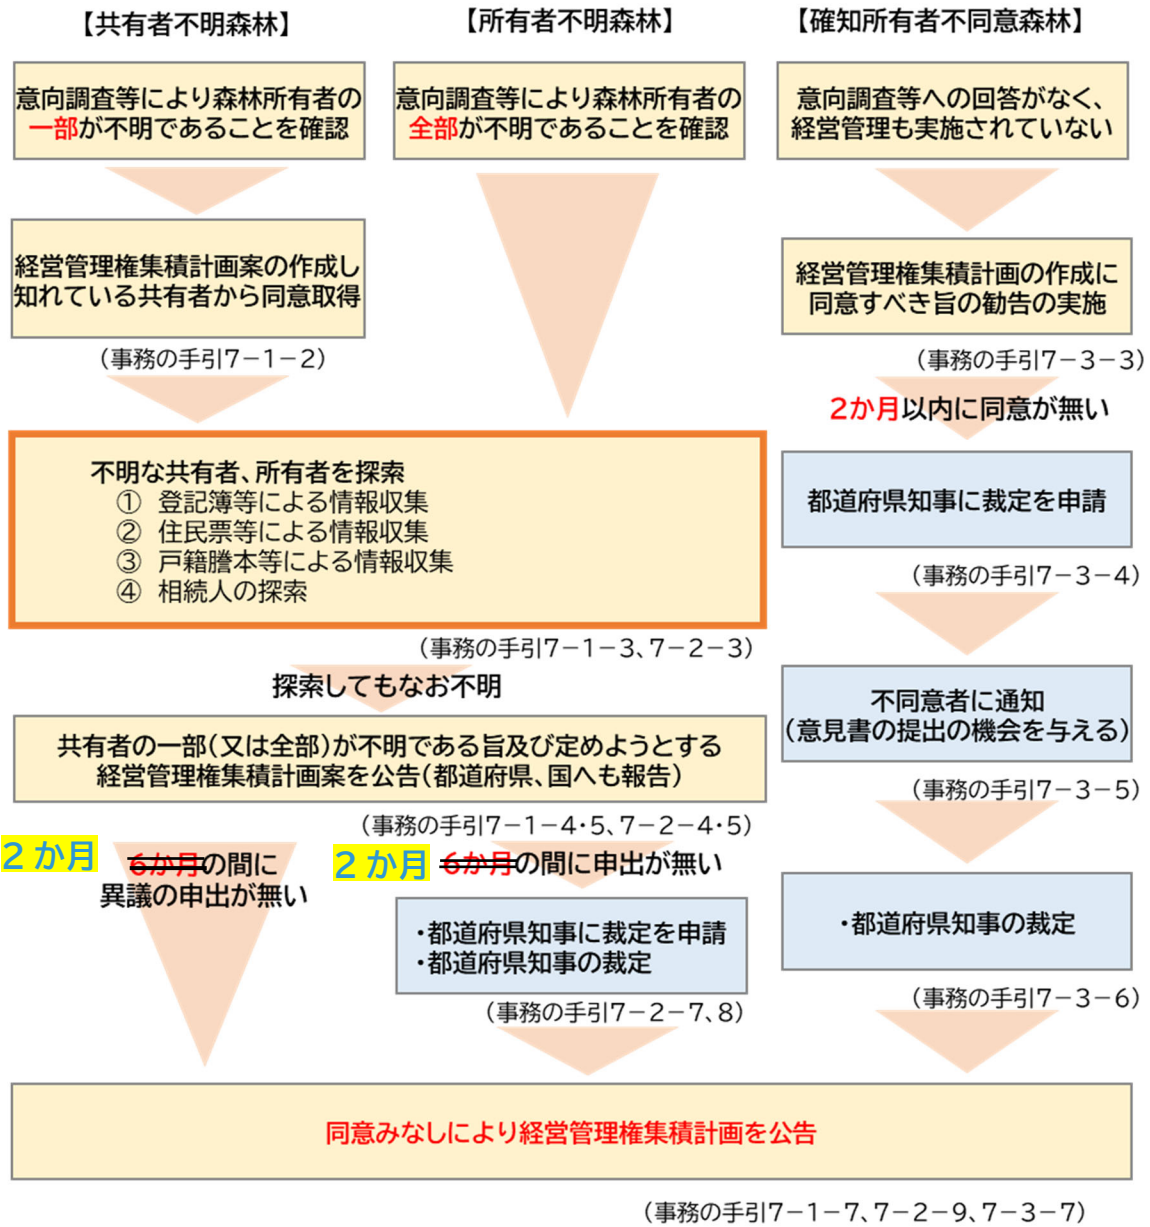 【共有者不明森林】
【所有者不明森林】
【確知所有者不同意森林】
意向調査等により森林所有者の
一部が不明であることを確認
意向調査等により森林所有者の
全部が不明であることを確認
意向調査等への回答がなく、
経営管理も実施されていない
経営管理権集積計画案の作成し
知れている共有者から同意取得
（事務の手引7－1－2）
経営管理権集積計画の作成に
同意すべき旨の勧告の実施
（事務の手引7－3－3）
2か月以内に同意が無い
不明な共有者、所有者を探索
① 登記簿等による情報収集
② 住民票等による情報収集
③ 戸籍謄本等による情報収集
④ 相続人の探索
（事務の手引7－1－3、7－2－3）
都道府県知事に裁定を申請
（事務の手引7－3－4）
探索してもなお不明
共有者の一部（又は全部）が不明である旨及び定めようとする
経営管理権集積計画案を公告（都道府県、国へも報告）
（事務の手引7－1－4・5、7－2－4・5）
不同意者に通知
（意見書の提出の機会を与える）
（事務の手引7－3－5）
2か月 6か月の間に
異議の申出が無い
2か月 6か月の間に申出が無い
・都道府県知事に裁定を申請
・都道府県知事の裁定
（事務の手引7－2－7、8）
・都道府県知事の裁定
（事務の手引7－3－6）
同意みなしにより経営管理権集積計画を公告
（事務の手引7－1－7、7－2－9、7－3－7）